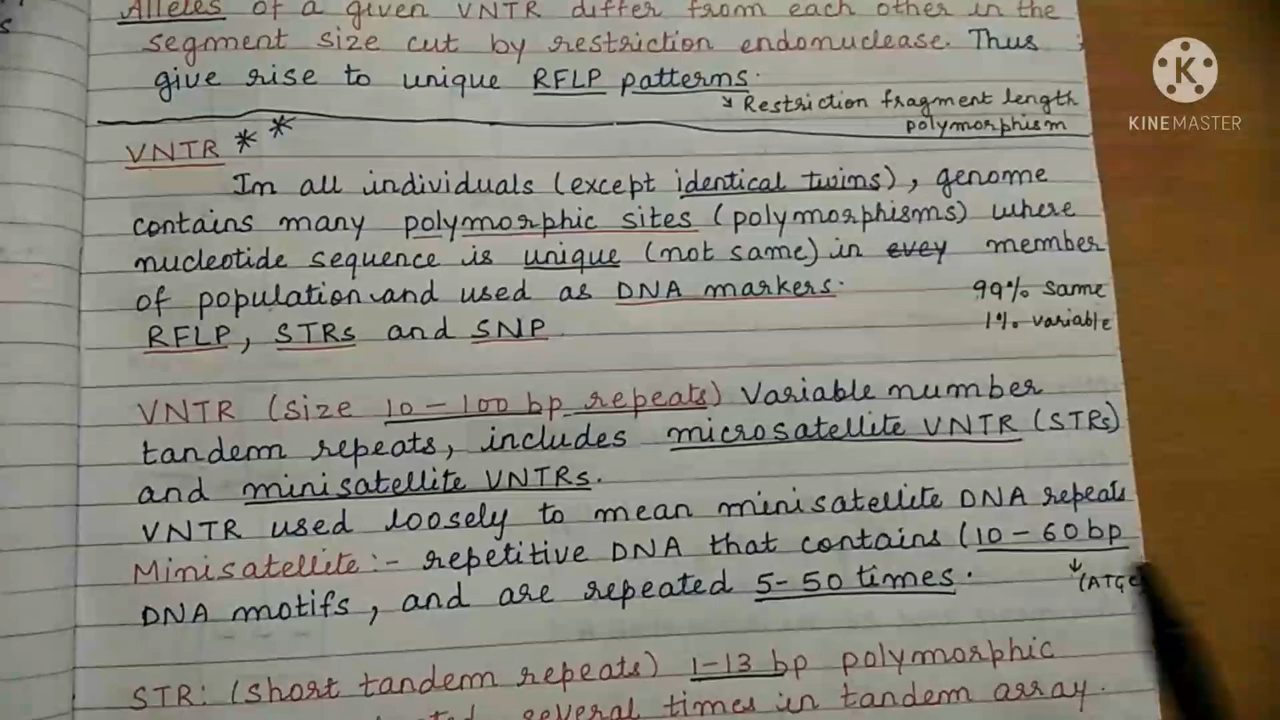 Alleles of a given VNTR differ from each other in the
segment size cut by restriction endonuclease. Thus
give rise to unique RFLP patterns.
Restriction fragment length
polymorphism
K
KINEMASTER
VNTR **
In all individuals (except identical twins), genome
contains many polymorphic sites (polymorphisms) where
nucleotide sequence is unique (not same) in evey member
of population and used as DNA markers.
99% same
1% variable
RFLP, STRs and SNP
VNTR (size 10-100 bp repeats) Variable number
tandem repeats, includes microsatellite VNTR (STRs)
and minisatellite VNTRs.
VNTR used loosely to mean minisatellite DNA repeats
Minisatellite:- repetitive DNA that contains (10-60 bp
(ATG
DNA motifs, and are repeated 5-50 times.
STR: (short tandem repeats) 1-13 bp polymorphic
several times in tandem array.